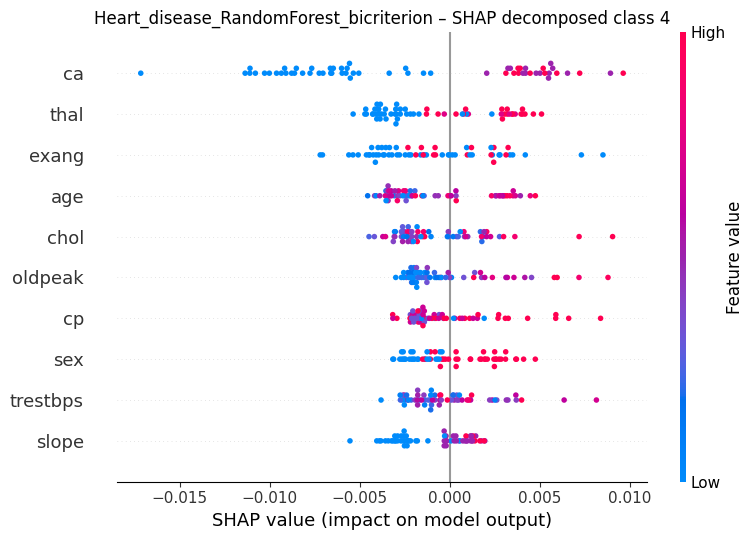 Heart_disease_RandomForest_bicriterion – SHAP decomposed class 4
High
ca
thal
exang
age
chol
oldpeak
cp
sex
trestbps
slope
Feature value
Low
−0.015 −0.010 −0.005 0.000 0.005 0.010
SHAP value (impact on model output)